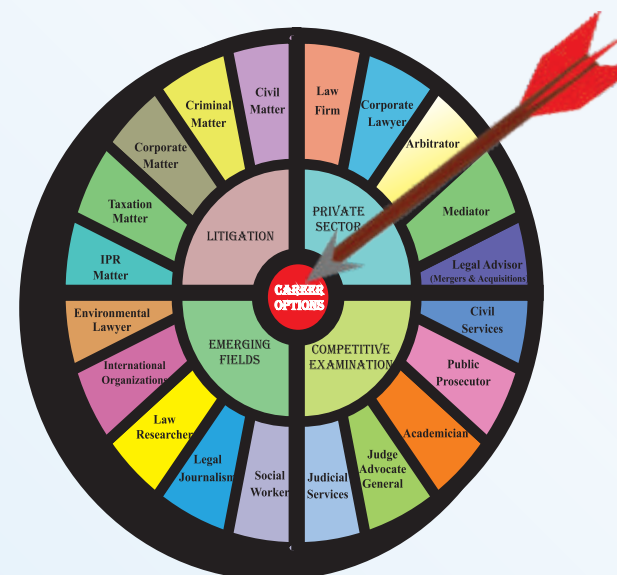 CAREER
OPTIONS
LITIGATION
Civil
Matter
Criminal
Matter
Corporate
Matter
Taxation
Matter
IPR
Matter
PRIVATE
SECTOR
Law
Firm
Corporate
Lawyer
Arbitrator
Mediator
Legal Advisor
(Mergers & Acquisitions
COMPETITIVE
EXAMINATION
Civil
Services
Public
Prosecutor
Academician
Judge
Advocate
General
Judicial
Services
EMERGING
FIELDS
Environmental
Lawyer
International
Organizations
Law
Researcher
Legal
Journalism
Social
Worker